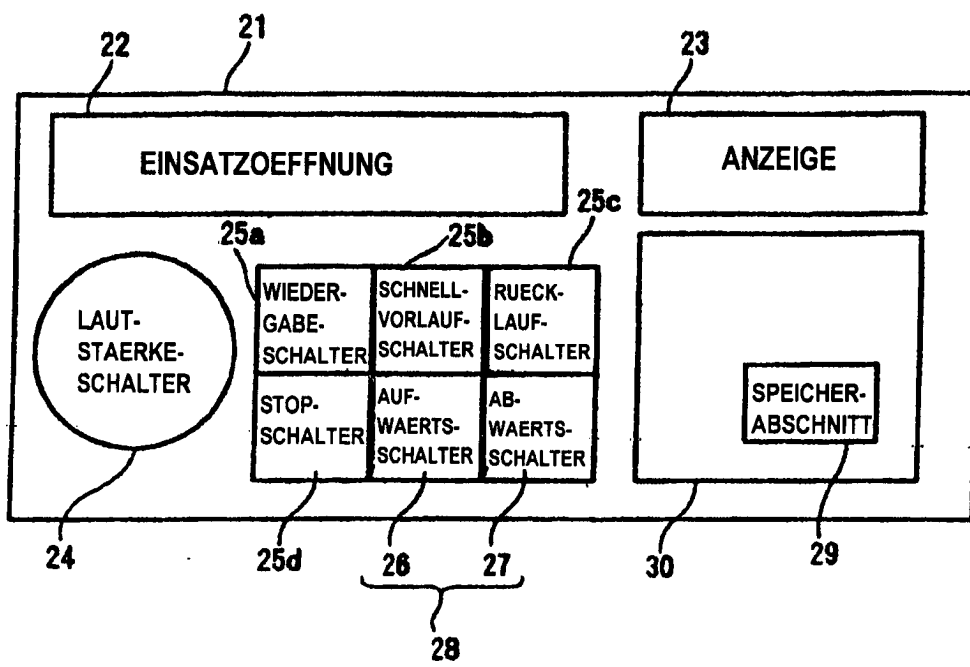 21
22
23
EINSATZOEFFNUNG
ANZEIGE
25a
25b
25c
LAUT-
STAERKE-
SCHALTER
WIEDER-
GABE-
SCHALTER
SCHNELL-
VORLAUF-
SCHALTER
RUECK-
LAUF-
SCHALTER
STOP-
SCHALTER
AUF-
WAERTS-
SCHALTER
AB-
WAERTS-
SCHALTER
SPEICHER-
ABSCHNITT
24
25d
26
27
30
29
28